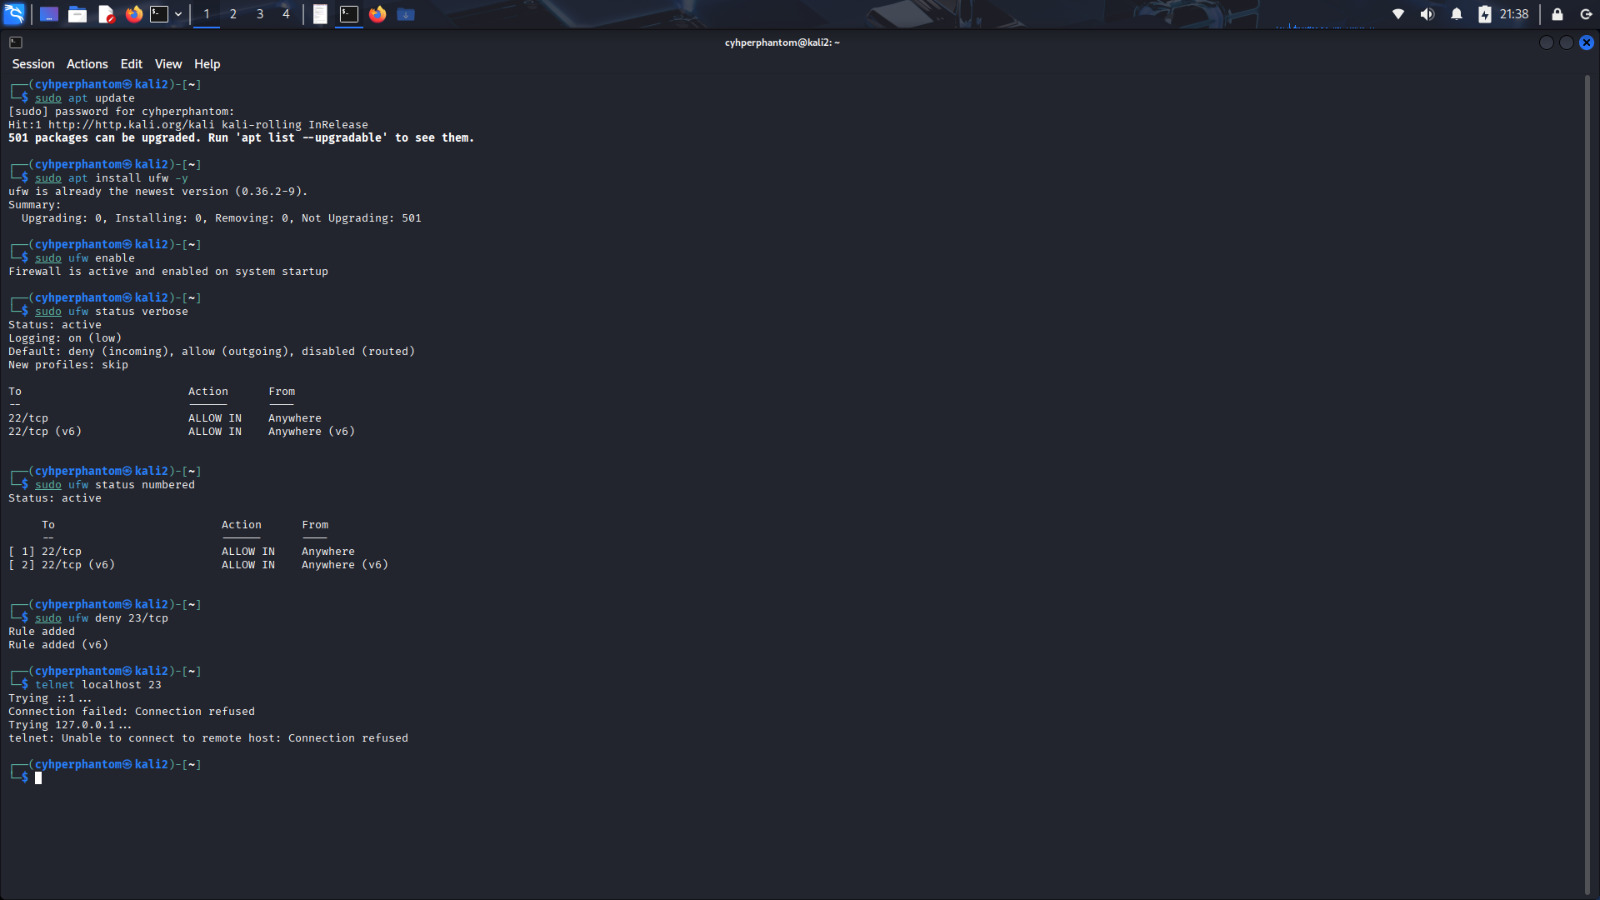 1 2 3 4 21:38
cyhperphantom@kali2: ~
Session Actions Edit View Help
┌──(cyhperphantom㉿kali2)-[~]
└─$ sudo apt update
[sudo] password for cyhperphantom:
Hit:1 http://http.kali.org/kali kali-rolling InRelease
501 packages can be upgraded. Run 'apt list --upgradable' to see them.
┌──(cyhperphantom㉿kali2)-[~]
└─$ sudo apt install ufw -y
ufw is already the newest version (0.36.2-9).
Summary:
  Upgrading: 0, Installing: 0, Removing: 0, Not Upgrading: 501
┌──(cyhperphantom㉿kali2)-[~]
└─$ sudo ufw enable
Firewall is active and enabled on system startup
┌──(cyhperphantom㉿kali2)-[~]
└─$ sudo ufw status verbose
Status: active
Logging: on (low)
Default: deny (incoming), allow (outgoing), disabled (routed)
New profiles: skip
To                         Action      From
--                         ------      ----
22/tcp                     ALLOW IN    Anywhere
22/tcp (v6)                ALLOW IN    Anywhere (v6)
┌──(cyhperphantom㉿kali2)-[~]
└─$ sudo ufw status numbered
Status: active
     To                         Action      From
     --                         ------      ----
[ 1] 22/tcp                     ALLOW IN    Anywhere
[ 2] 22/tcp (v6)                ALLOW IN    Anywhere (v6)
┌──(cyhperphantom㉿kali2)-[~]
└─$ sudo ufw deny 23/tcp
Rule added
Rule added (v6)
┌──(cyhperphantom㉿kali2)-[~]
└─$ telnet localhost 23
Trying ::1...
Connection failed: Connection refused
Trying 127.0.0.1...
telnet: Unable to connect to remote host: Connection refused
┌──(cyhperphantom㉿kali2)-[~]
└─$